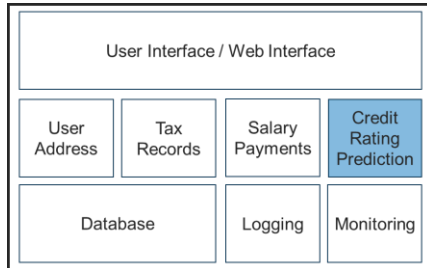 User Interface / Web Interface
User
Address
Tax
Records
Salary
Payments
Credit
Rating
Prediction
Database
Logging
Monitoring